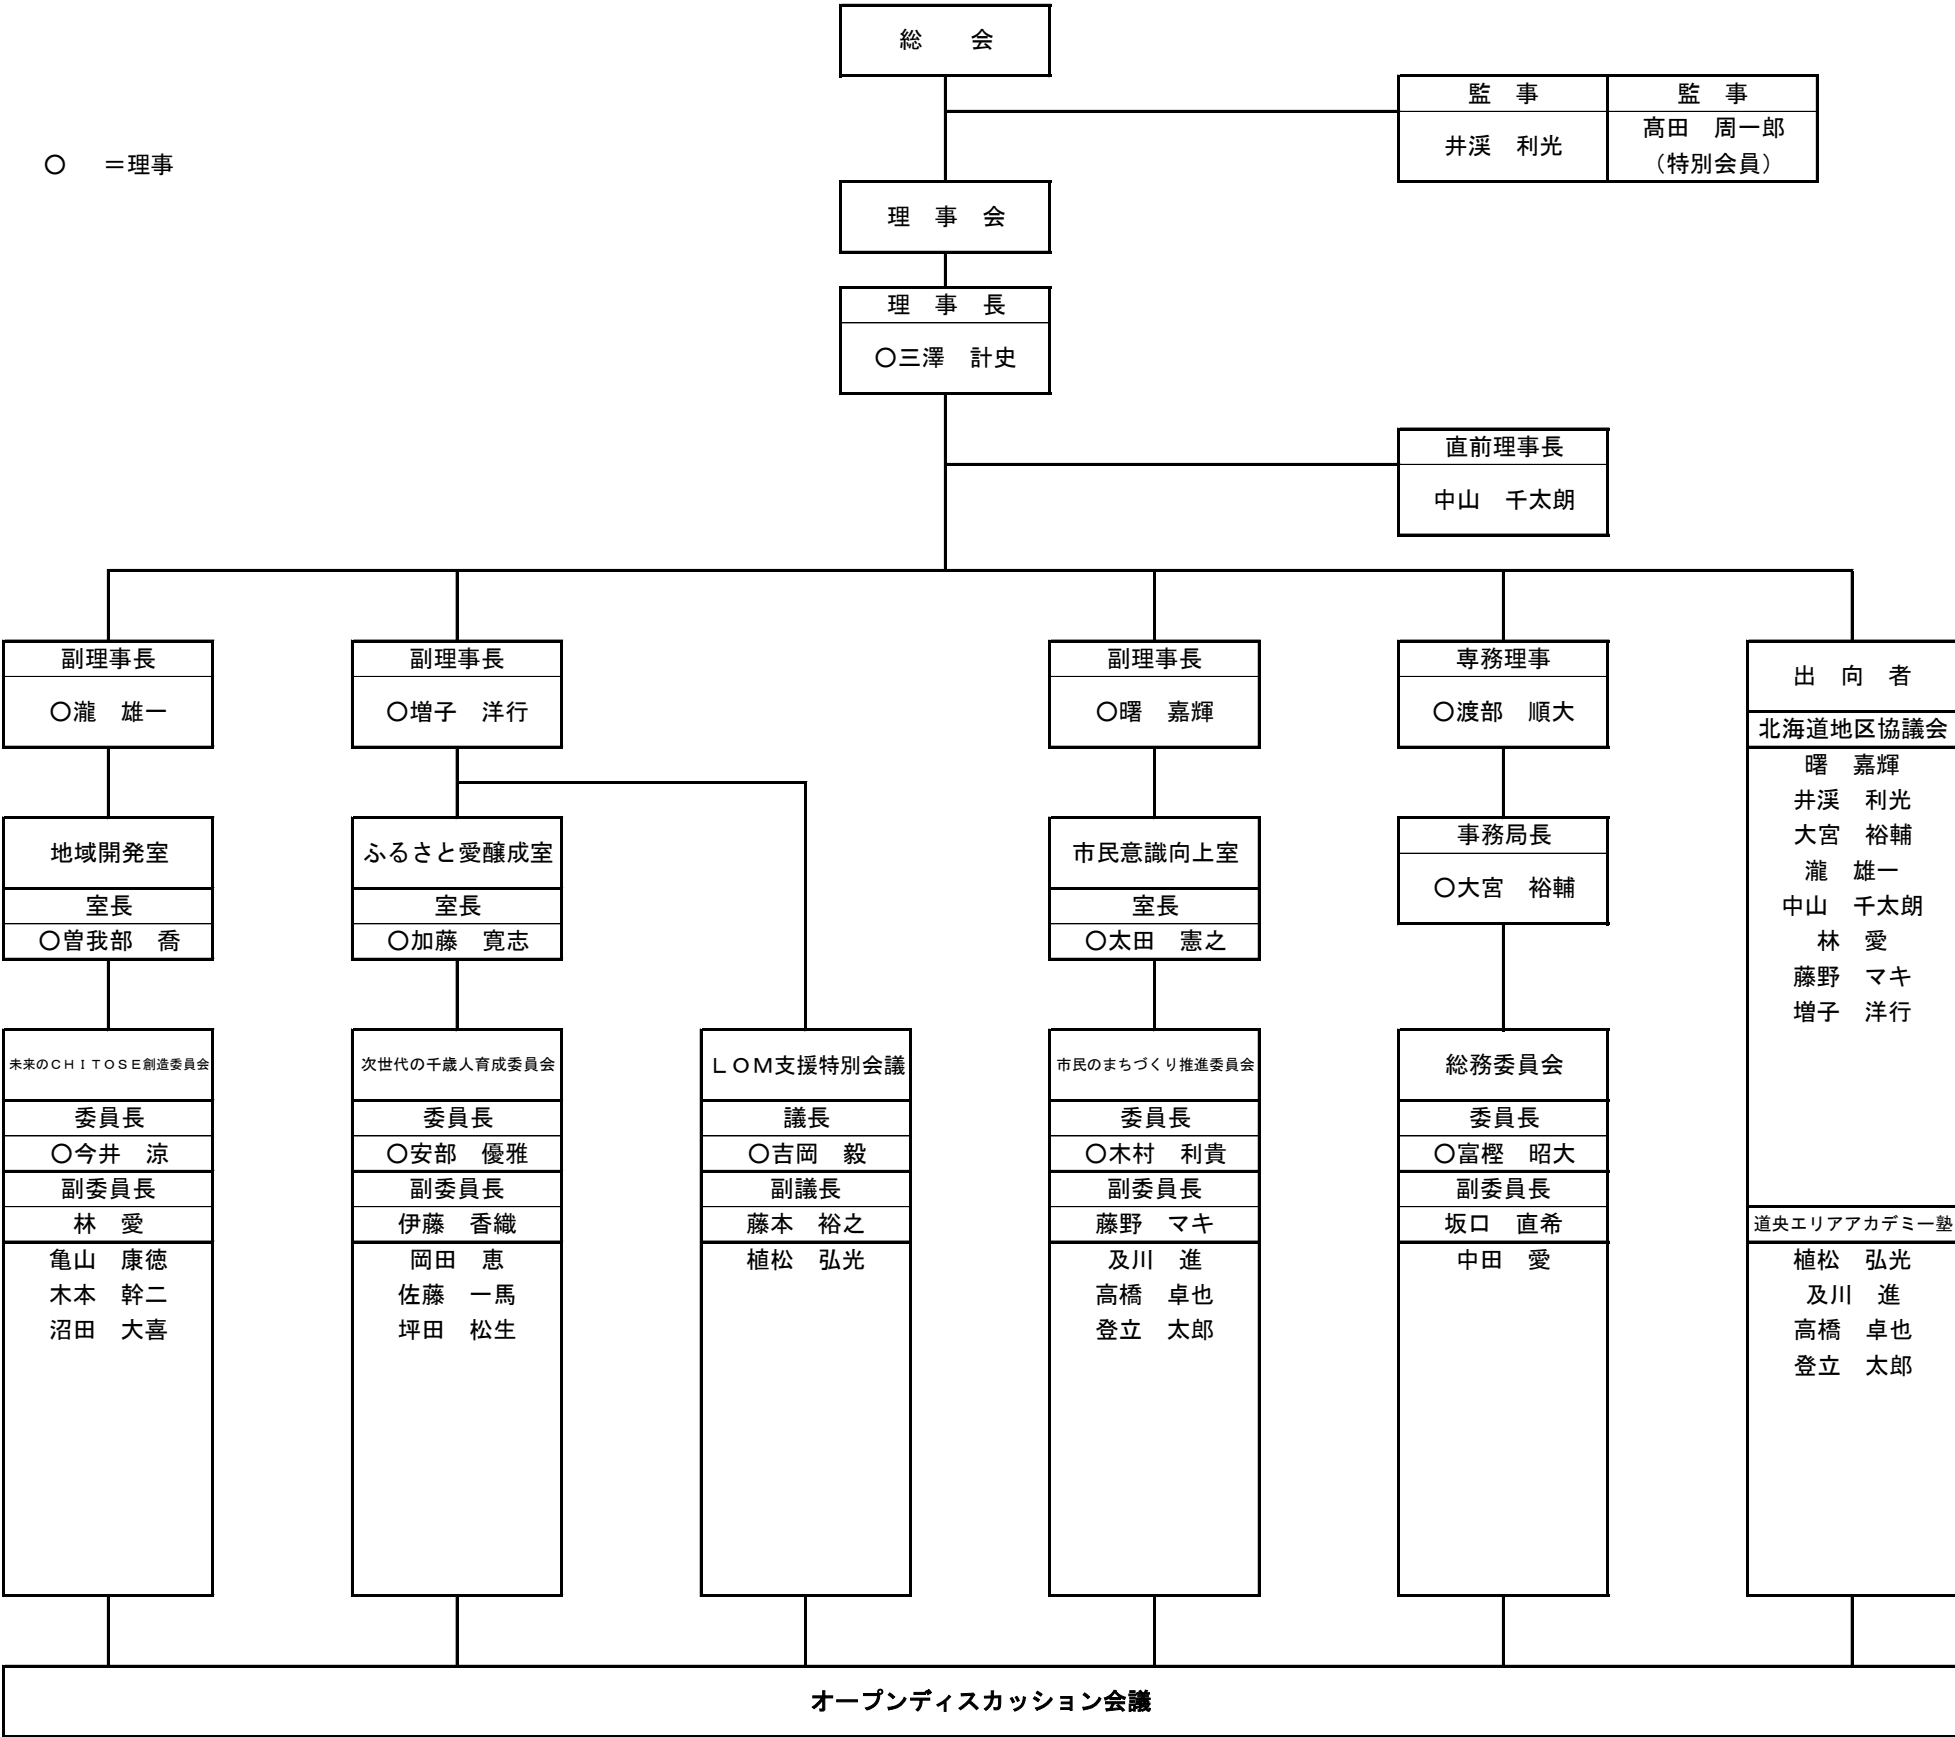 総　会
監　事
監　事
井渓　利光
髙田　周一郎
（特別会員）
○　＝理事
理　事　会
理　事　長
○三澤　計史
直前理事長
中山　千太朗
副理事長
○瀧　雄一
地域開発室
室長
○曽我部　喬
未来のＣＨＩＴＯＳＥ創造委員会
委員長
○今井　涼
副委員長
林　愛
亀山　康徳
木本　幹二
沼田　大喜
副理事長
○増子　洋行
ふるさと愛醸成室
室長
○加藤　寛志
次世代の千歳人育成委員会
委員長
○安部　優雅
副委員長
伊藤　香織
岡田　恵
佐藤　一馬
坪田　松生
ＬＯＭ支援特別会議
議長
○吉岡　毅
副議長
藤本　裕之
植松　弘光
副理事長
○曙　嘉輝
市民意識向上室
室長
○太田　憲之
市民のまちづくり推進委員会
委員長
○木村　利貴
副委員長
藤野　マキ
及川　進
高橋　卓也
登立　太郎
専務理事
○渡部　順大
事務局長
○大宮　裕輔
総務委員会
委員長
○富樫　昭大
副委員長
坂口　直希
中田　愛
出　向　者
北海道地区協議会
曙　嘉輝
井渓　利光
大宮　裕輔
瀧　雄一
中山　千太朗
林　愛
藤野　マキ
増子　洋行
道央エリアアカデミー塾
植松　弘光
及川　進
高橋　卓也
登立　太郎
オープンディスカッション会議